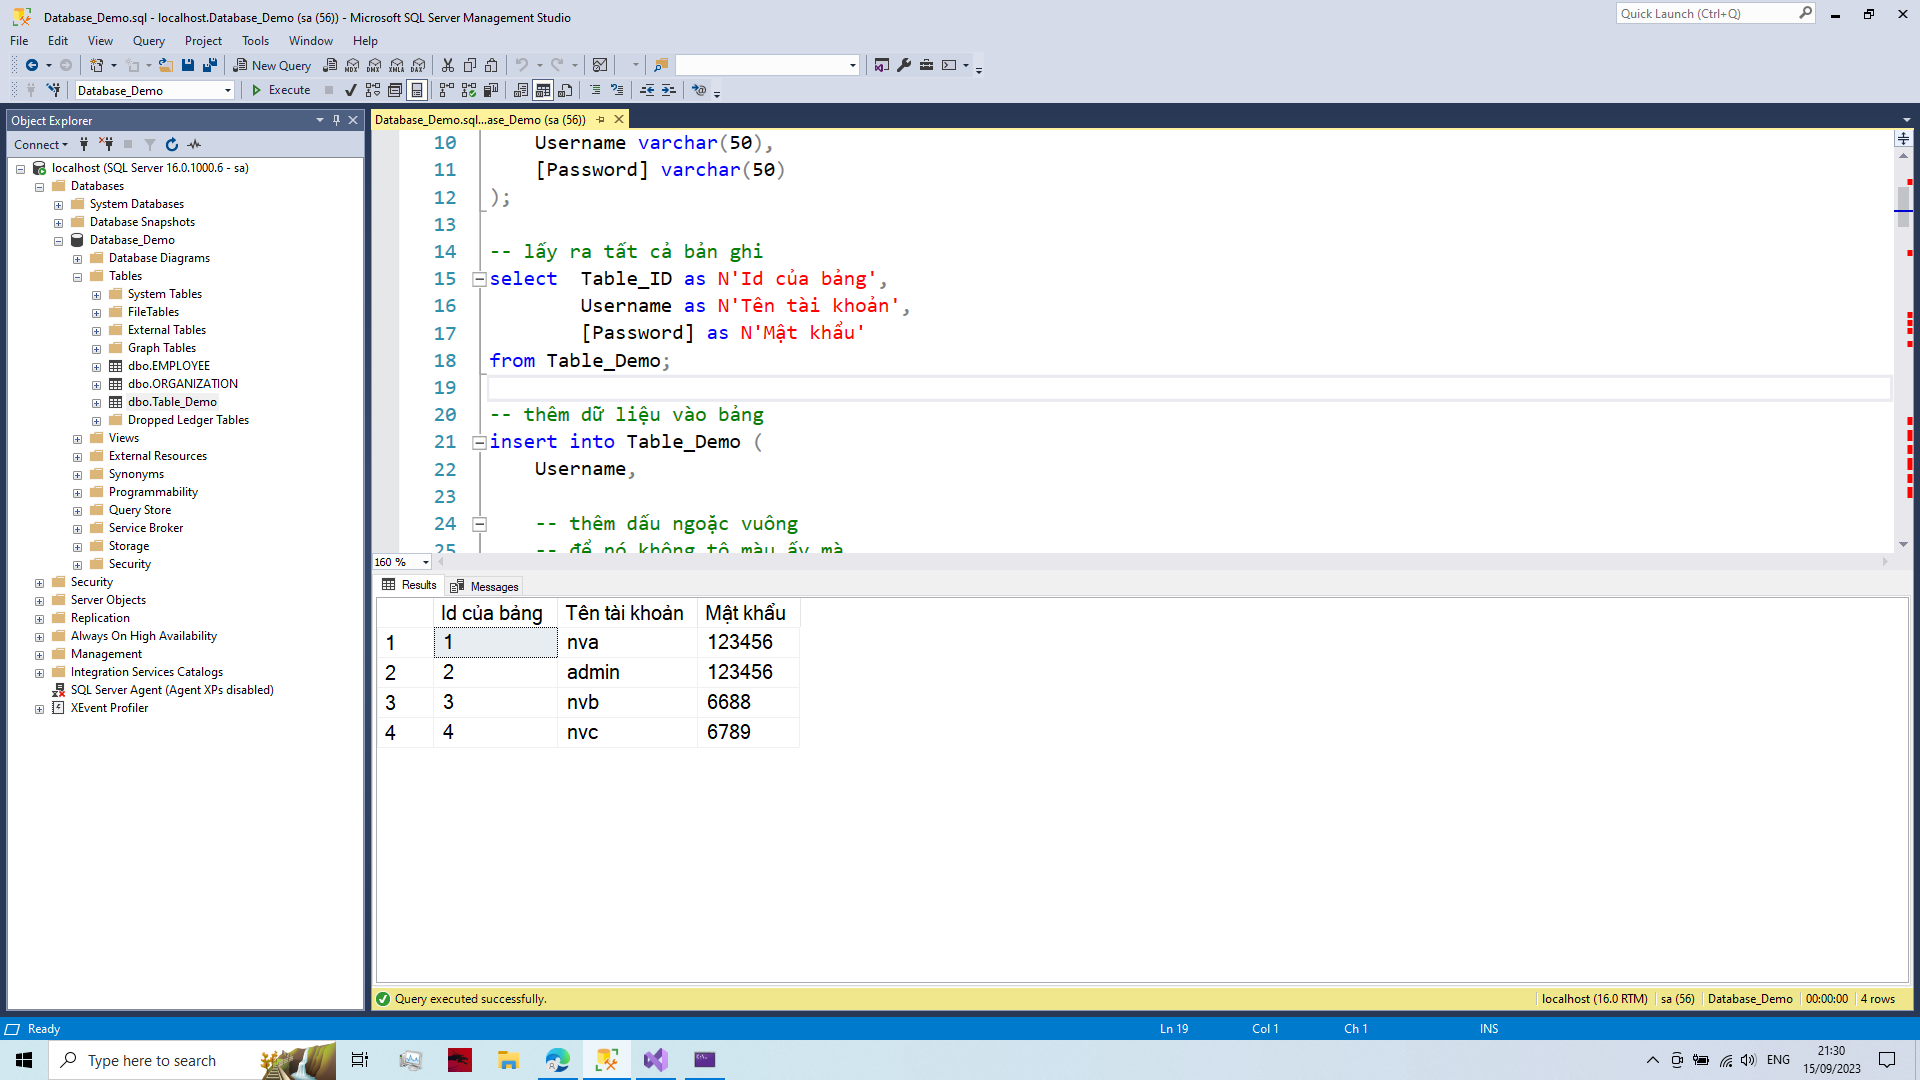 Database_Demo.sql - localhost.Database_Demo (sa (56)) - Microsoft SQL Server Management Studio
Quick Launch (Ctrl+Q)
File Edit View Query Project Tools Window Help
New Query
Database_Demo
Execute
Object Explorer
Connect
localhost (SQL Server 16.0.1000.6 - sa)
Databases
System Databases
Database Snapshots
Database_Demo
Database Diagrams
Tables
System Tables
FileTables
External Tables
Graph Tables
dbo.EMPLOYEE
dbo.ORGANIZATION
dbo.Table_Demo
Dropped Ledger Tables
Views
External Resources
Synonyms
Programmability
Query Store
Service Broker
Storage
Security
Security
Server Objects
Replication
Always On High Availability
Management
Integration Services Catalogs
SQL Server Agent (Agent XPs disabled)
XEvent Profiler
Database_Demo.sql...ase_Demo (sa (56))
10 Username varchar(50),
11 [Password] varchar(50)
12 );
13
14 -- lấy ra tất cả bản ghi
15 select Table_ID as N'Id của bảng',
16 Username as N'Tên tài khoản',
17 [Password] as N'Mật khẩu'
18 from Table_Demo;
19
20 -- thêm dữ liệu vào bảng
21 insert into Table_Demo (
22 Username,
23
24 -- thêm dấu ngoặc vuông
25 -- để nó không tô màu ấy mà
160 %
Results Messages
Id của bảng Tên tài khoản Mật khẩu
1 1 nva 123456
2 2 admin 123456
3 3 nvb 6688
4 4 nvc 6789
Query executed successfully.
localhost (16.0 RTM) sa (56) Database_Demo 00:00:00 4 rows
Ready
Ln 19 Col 1 Ch 1 INS
Type here to search
ENG
21:30
15/09/2023